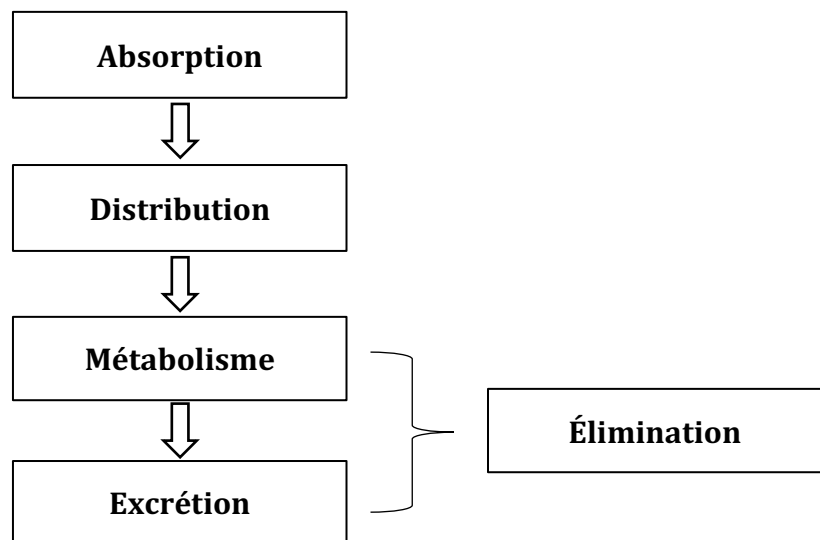 Absorption
Distribution
Métabolisme
Élimination
Excrétion